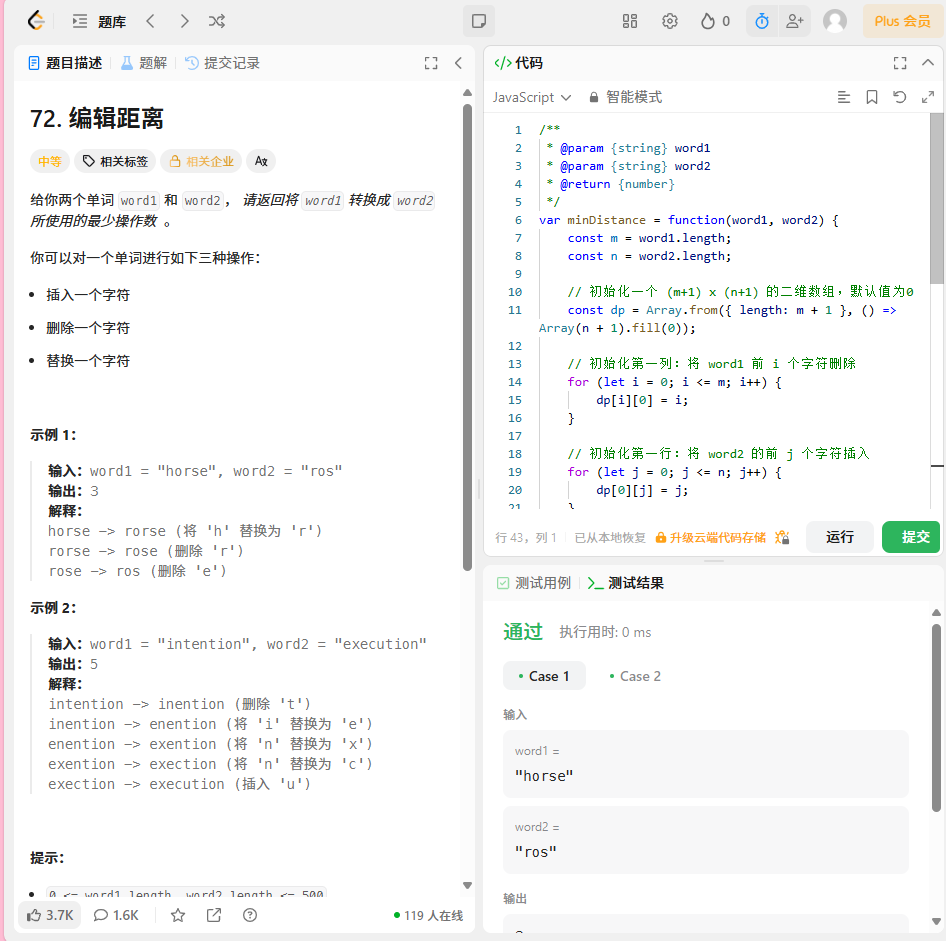 题库
0
Plus 会员
题目描述
题解
提交记录
72. 编辑距离
中等
相关标签
相关企业
给你两个单词 word1 和 word2， 请返回将 word1 转换成 word2
所使用的最少操作数 。
你可以对一个单词进行如下三种操作：
• 插入一个字符
• 删除一个字符
• 替换一个字符
示例 1：
输入：word1 = "horse", word2 = "ros"
输出：3
解释：
horse -> rorse (将 'h' 替换为 'r')
rorse -> rose (删除 'r')
rose -> ros (删除 'e')
示例 2：
输入：word1 = "intention", word2 = "execution"
输出：5
解释：
intention -> inention (删除 't')
inention -> enention (将 'i' 替换为 'e')
enention -> exention (将 'n' 替换为 'x')
exention -> exection (将 'n' 替换为 'c')
exection -> execution (插入 'u')
提示：
• 0 <= word1.length, word2.length <= 500
3.7K
1.6K
119 人在线
</> 代码
JavaScript
智能模式
1 /**
2 * @param {string} word1
3 * @param {string} word2
4 * @return {number}
5 */
6 var minDistance = function(word1, word2) {
7 const m = word1.length;
8 const n = word2.length;
9
10 // 初始化一个 (m+1) x (n+1) 的二维数组，默认值为0
11 const dp = Array.from({ length: m + 1 }, () =>
Array(n + 1).fill(0));
12
13 // 初始化第一列：将 word1 前 i 个字符删除
14 for (let i = 0; i <= m; i++) {
15 dp[i][0] = i;
16 }
17
18 // 初始化第一行：将 word2 的前 j 个字符插入
19 for (let j = 0; j <= n; j++) {
20 dp[0][j] = j;
21 }
行 43，列 1
已从本地恢复
升级云端代码存储
运行
提交
测试用例
测试结果
通过
执行用时: 0 ms
• Case 1
• Case 2
输入
word1 =
"horse"
word2 =
"ros"
输出